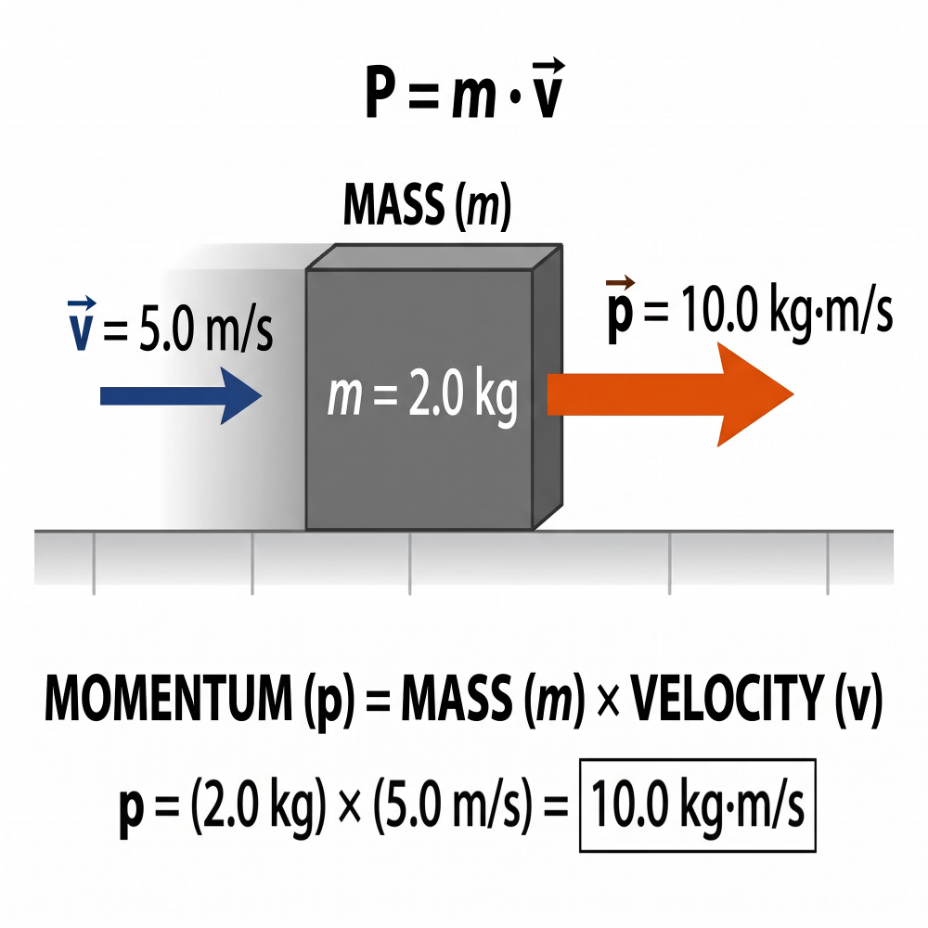 P = m · v⃗
MASS (m)
v⃗ = 5.0 m/s
m = 2.0 kg
p⃗ = 10.0 kg·m/s
MOMENTUM (p) = MASS (m) × VELOCITY (v)
p = (2.0 kg) × (5.0 m/s) = 10.0 kg·m/s